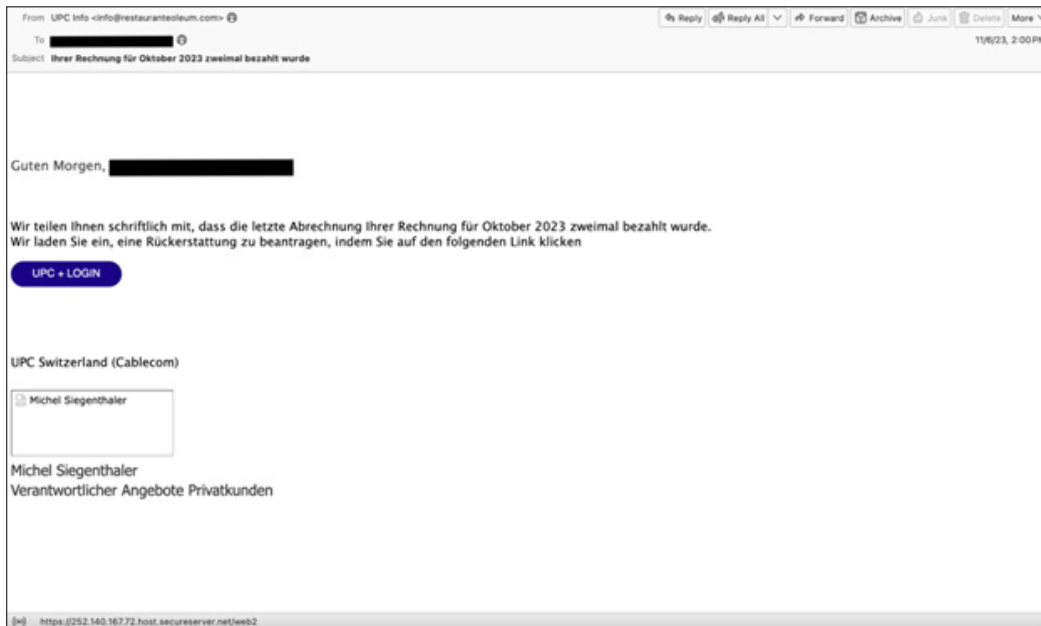 From UPC Info <info@restauranteoleum.com>
Reply Reply All Forward Archive Junk Delete More
To
11/6/23, 2:00 PM
Subject Ihrer Rechnung für Oktober 2023 zweimal bezahlt wurde
Guten Morgen,
Wir teilen Ihnen schriftlich mit, dass die letzte Abrechnung Ihrer Rechnung für Oktober 2023 zweimal bezahlt wurde.
Wir laden Sie ein, eine Rückerstattung zu beantragen, indem Sie auf den folgenden Link klicken
UPC + LOGIN
UPC Switzerland (Cablecom)
Michel Siegenthaler
Michel Siegenthaler
Verantwortlicher Angebote Privatkunden
https://252.140.167.72.host.secureserver.net/web2